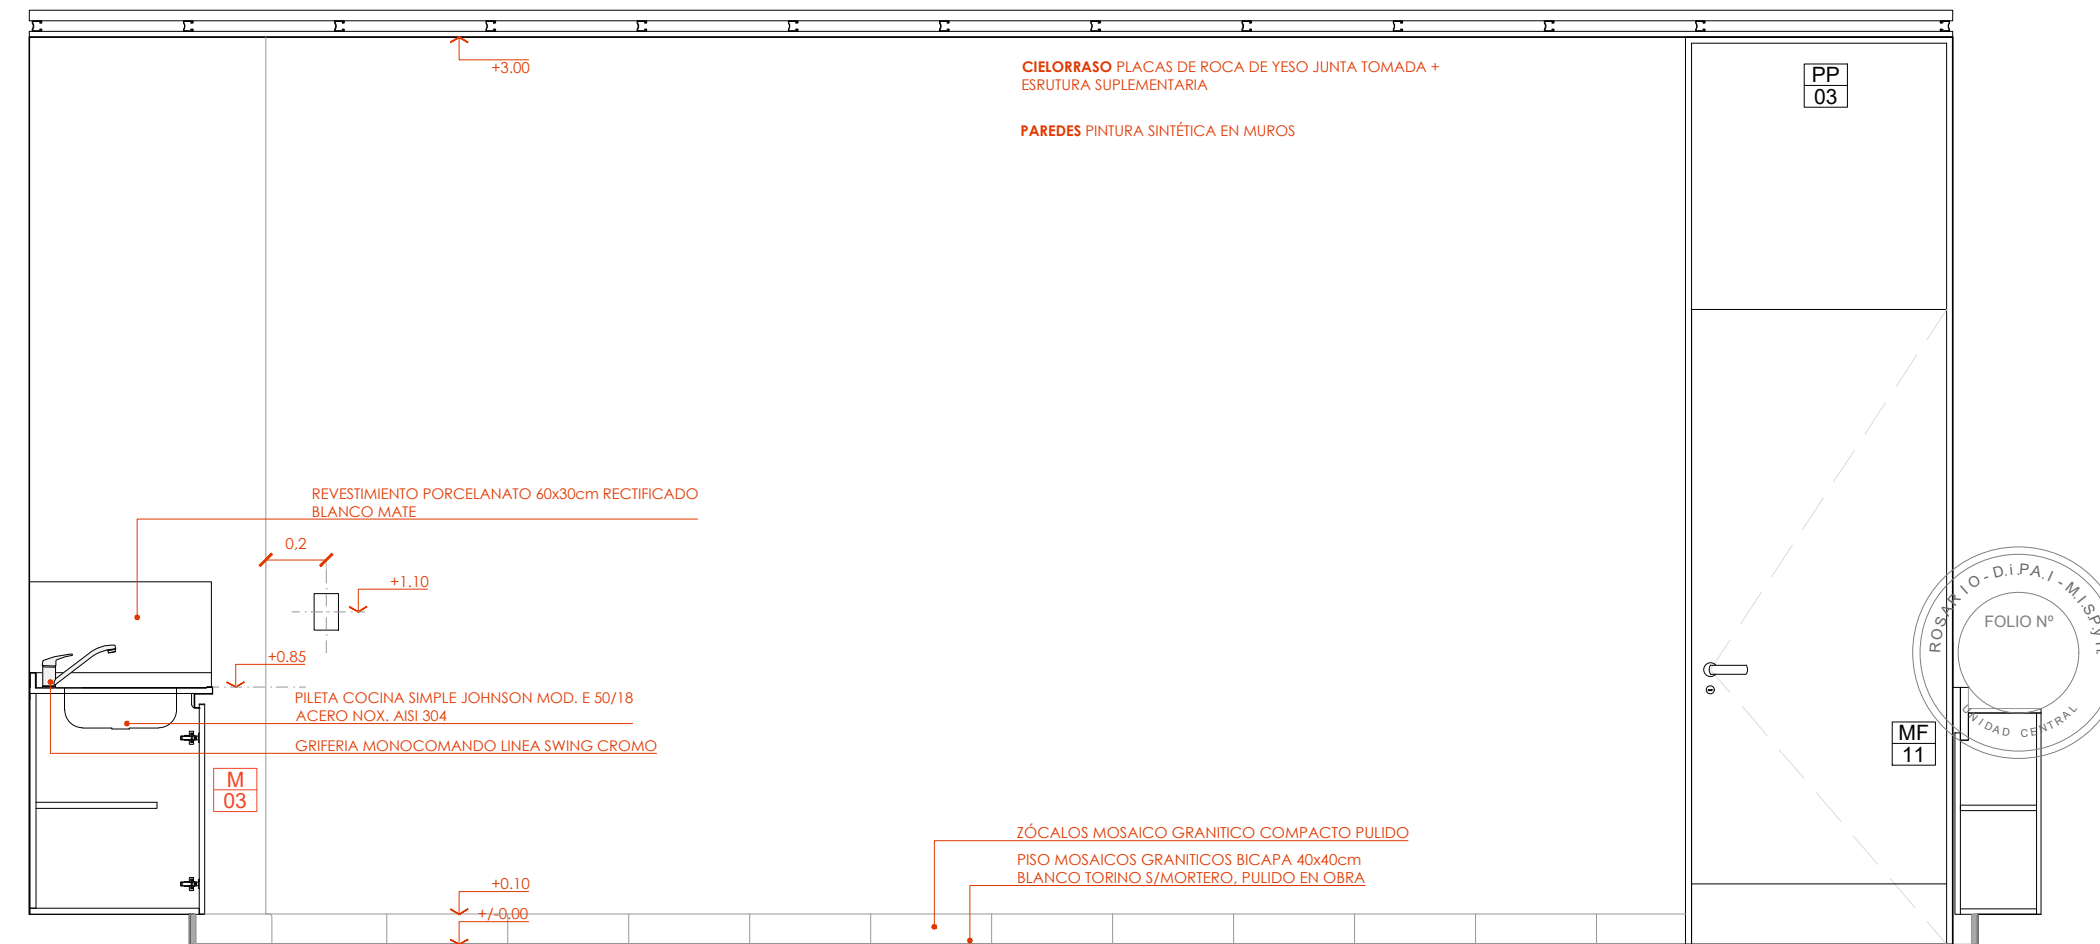 +3.00
CIELORRASO PLACAS DE ROCA DE YESO JUNTA TOMADA +
ESRUTURA SUPLEMENTARIA
PAREDES PINTURA SINTÉTICA EN MUROS
PP
03
REVESTIMIENTO PORCELANATO 60x30cm RECTIFICADO
BLANCO MATE
0,2
+1.10
+0.85
PILETA COCINA SIMPLE JOHNSON MOD. E 50/18
ACERO NOX. AISI 304
GRIFERIA MONOCOMANDO LINEA SWING CROMO
M
03
ROSARIO - D.i.P.A.I - M.I.S.P.y
FOLIO Nº
UNIDAD CENTRAL
MF
11
ZÓCALOS MOSAICO GRANITICO COMPACTO PULIDO
PISO MOSAICOS GRANITICOS BICAPA 40x40cm
BLANCO TORINO S/MORTERO, PULIDO EN OBRA
+0.10
+/-0.00